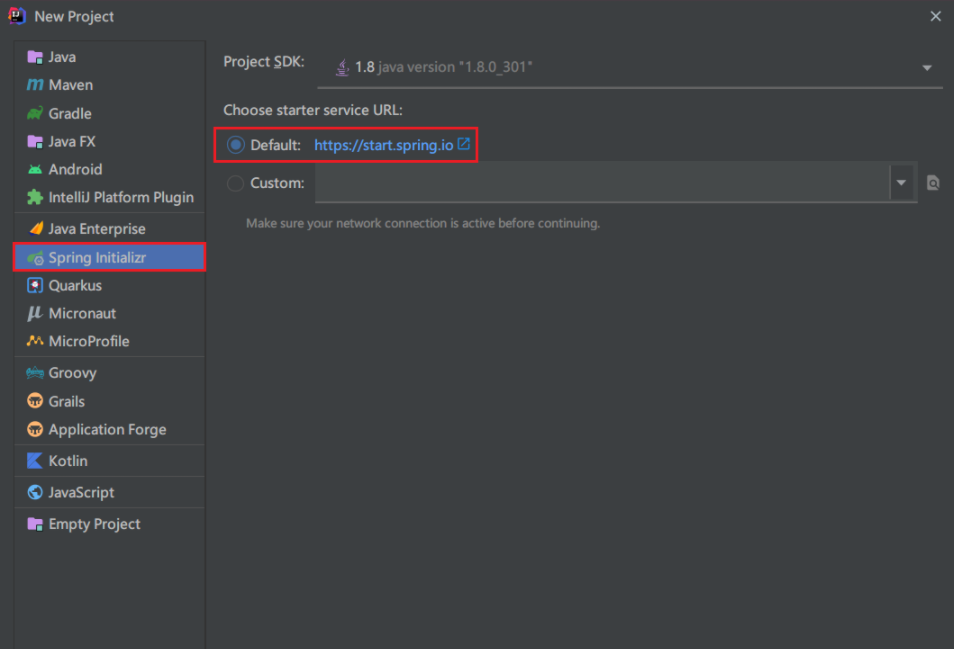 New Project
Java
Maven
Gradle
Java FX
Android
IntelliJ Platform Plugin
Java Enterprise
Spring Initializr
Quarkus
Micronaut
MicroProfile
Groovy
Grails
Application Forge
Kotlin
JavaScript
Empty Project
Project SDK: 1.8 java version "1.8.0_301"
Choose starter service URL:
Default: https://start.spring.io
Custom:
Make sure your network connection is active before continuing.